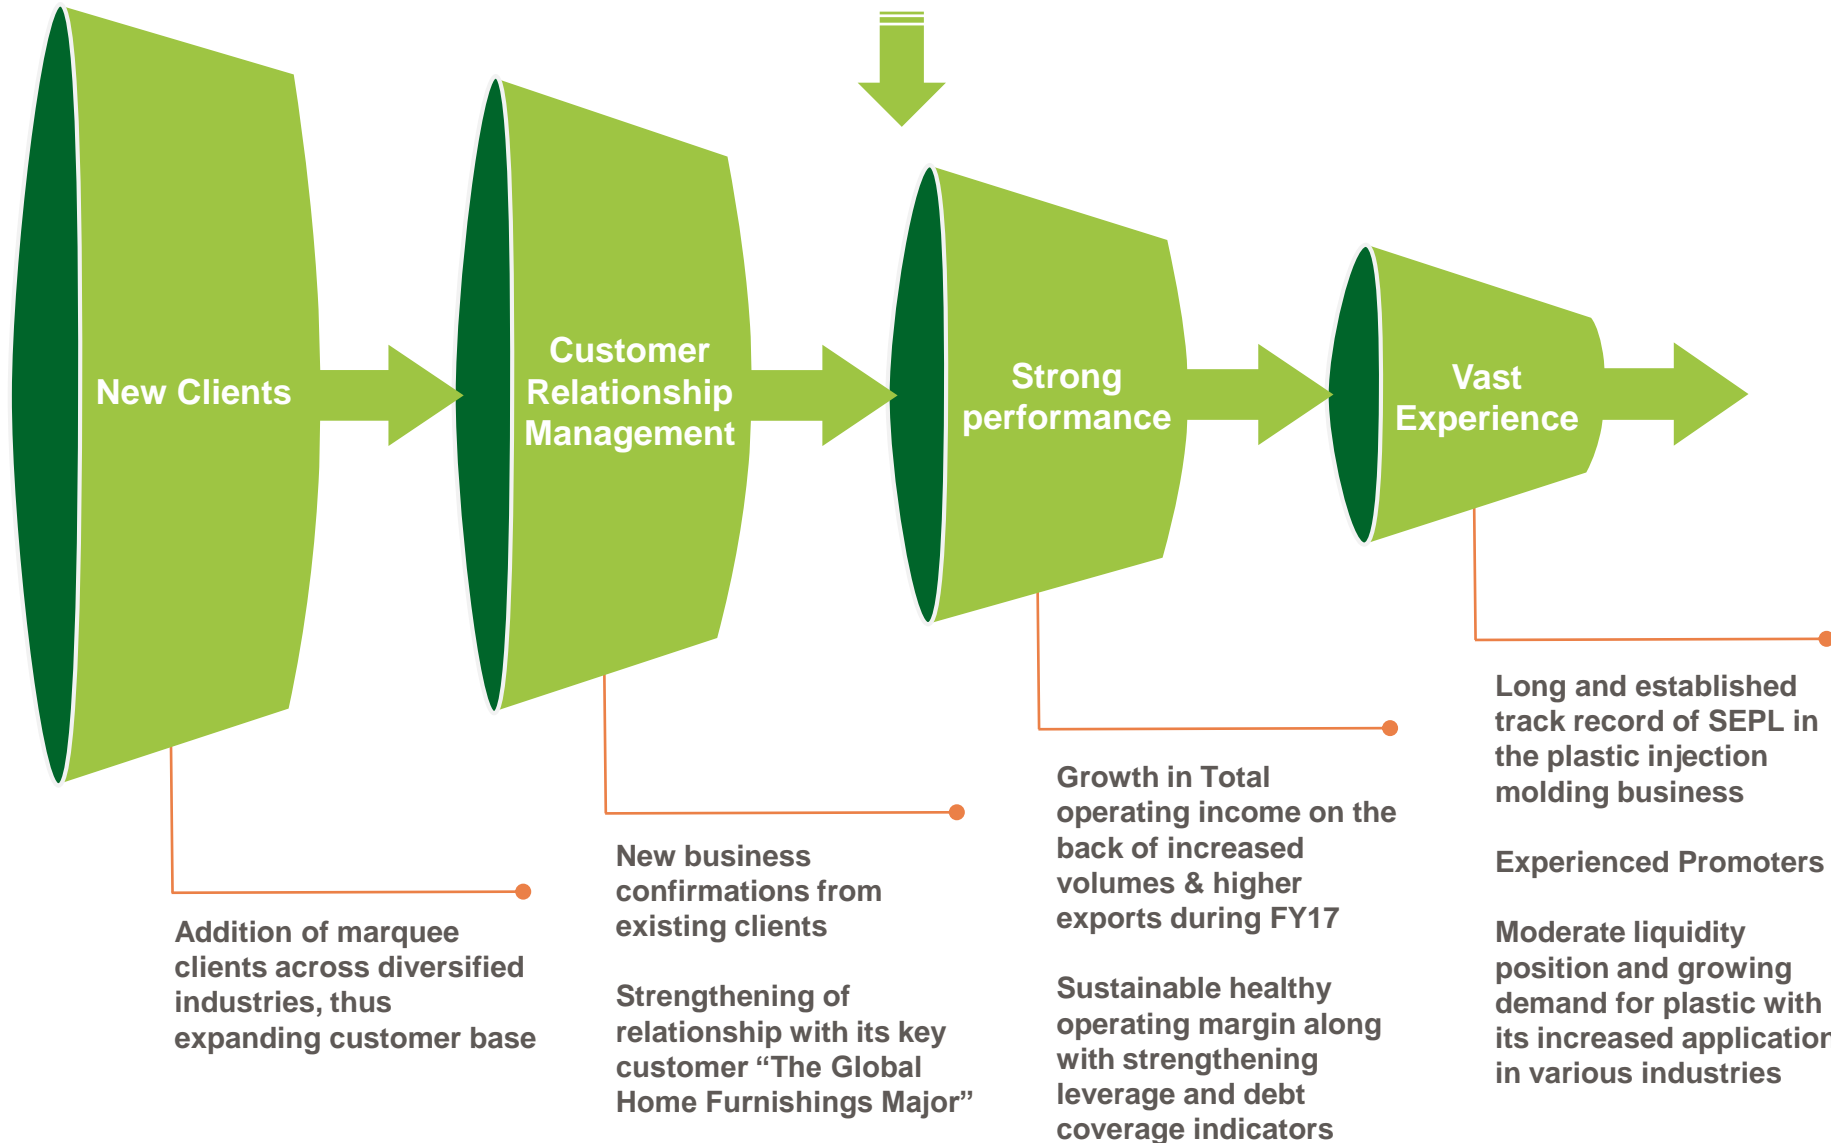 New Clients
Customer
Relationship
Management
Strong
performance
Vast
Experience
Addition of marquee
clients across diversified
industries, thus
expanding customer base
New business
confirmations from
existing clients
Strengthening of
relationship with its key
customer “The Global
Home Furnishings Major”
Growth in Total
operating income on the
back of increased
volumes & higher
exports during FY17
Sustainable healthy
operating margin along
with strengthening
leverage and debt
coverage indicators
Long and established
track record of SEPL in
the plastic injection
molding business
Experienced Promoters
Moderate liquidity
position and growing
demand for plastic with
its increased application
in various industries